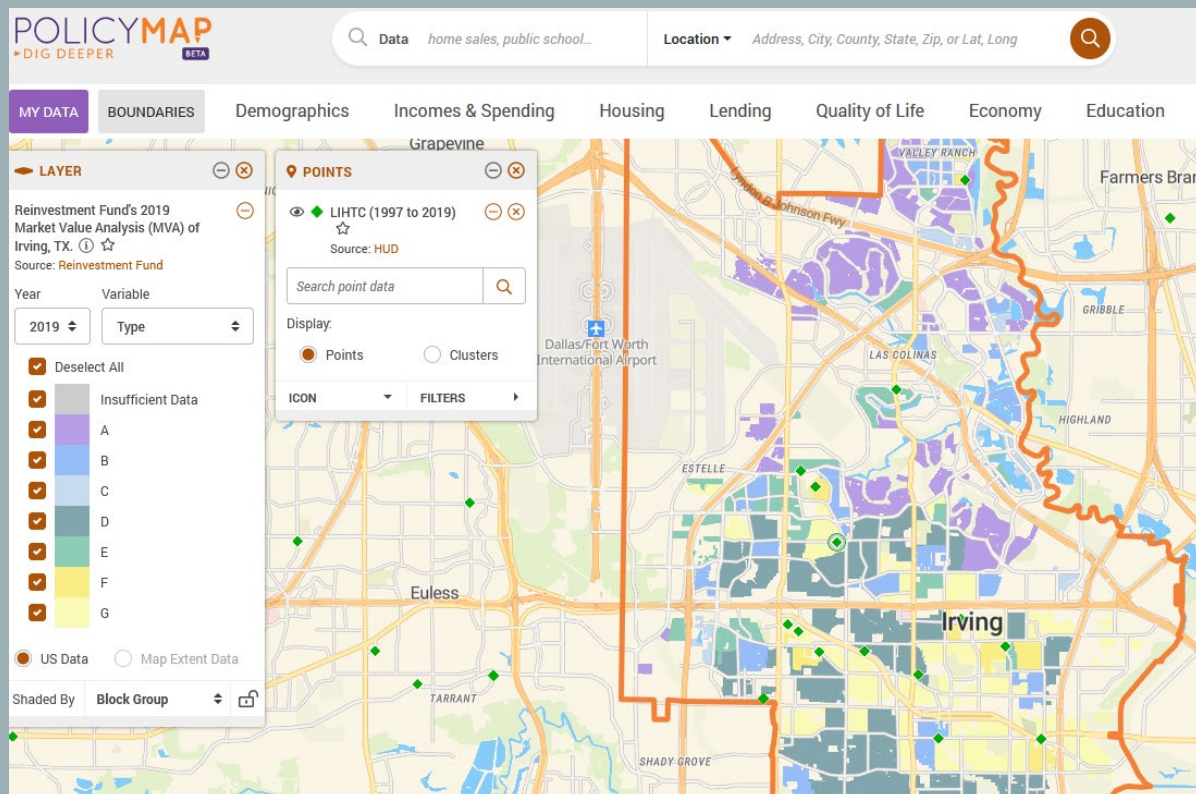 POLICYMAP
DIG DEEPER
BETA
Data
home sales, public school...
Location
Address, City, County, State, Zip, or Lat, Long
MY DATA
BOUNDARIES
Demographics
Incomes & Spending
Housing
Lending
Quality of Life
Economy
Education
LAYER
Reinvestment Fund's 2019
Market Value Analysis (MVA) of
Irving, TX.
Source: Reinvestment Fund
Year
Variable
2019
Type
Deselect All
Insufficient Data
A
B
C
D
E
F
G
US Data
Map Extent Data
Shaded By
Block Group
POINTS
LIHTC (1997 to 2019)
Source: HUD
Search point data
Display:
Points
Clusters
ICON
FILTERS
Grapevine
VALLEY RANCH
Lyndon B Johnson Fwy
Farmers Bran
GRIBBLE
Dallas/Fort Worth
International Airport
LAS COLINAS
HIGHLAND
ESTELLE
Euless
Irving
TARRANT
SHADY GROVE